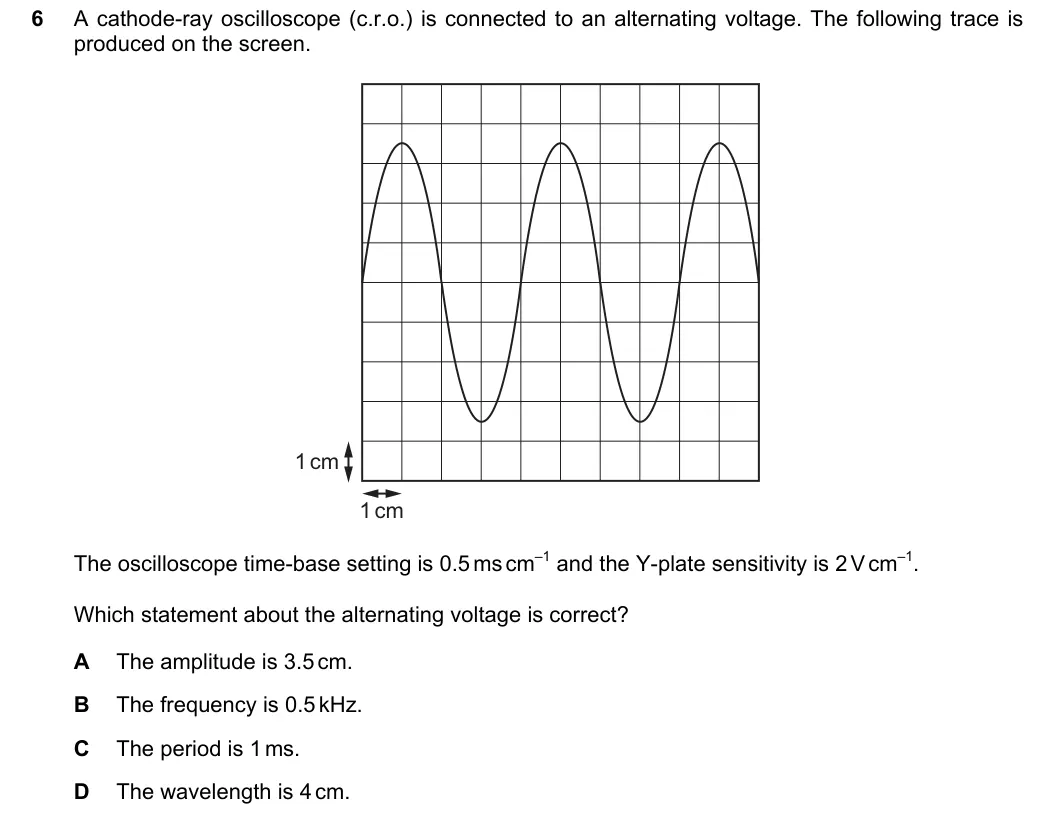 6 A cathode-ray oscilloscope (c.r.o.) is connected to an alternating voltage. The following trace is
produced on the screen.
1 cm
1 cm
The oscilloscope time-base setting is 0.5 ms cm⁻¹ and the Y-plate sensitivity is 2 V cm⁻¹.
Which statement about the alternating voltage is correct?
A The amplitude is 3.5 cm.
B The frequency is 0.5 kHz.
C The period is 1 ms.
D The wavelength is 4 cm.